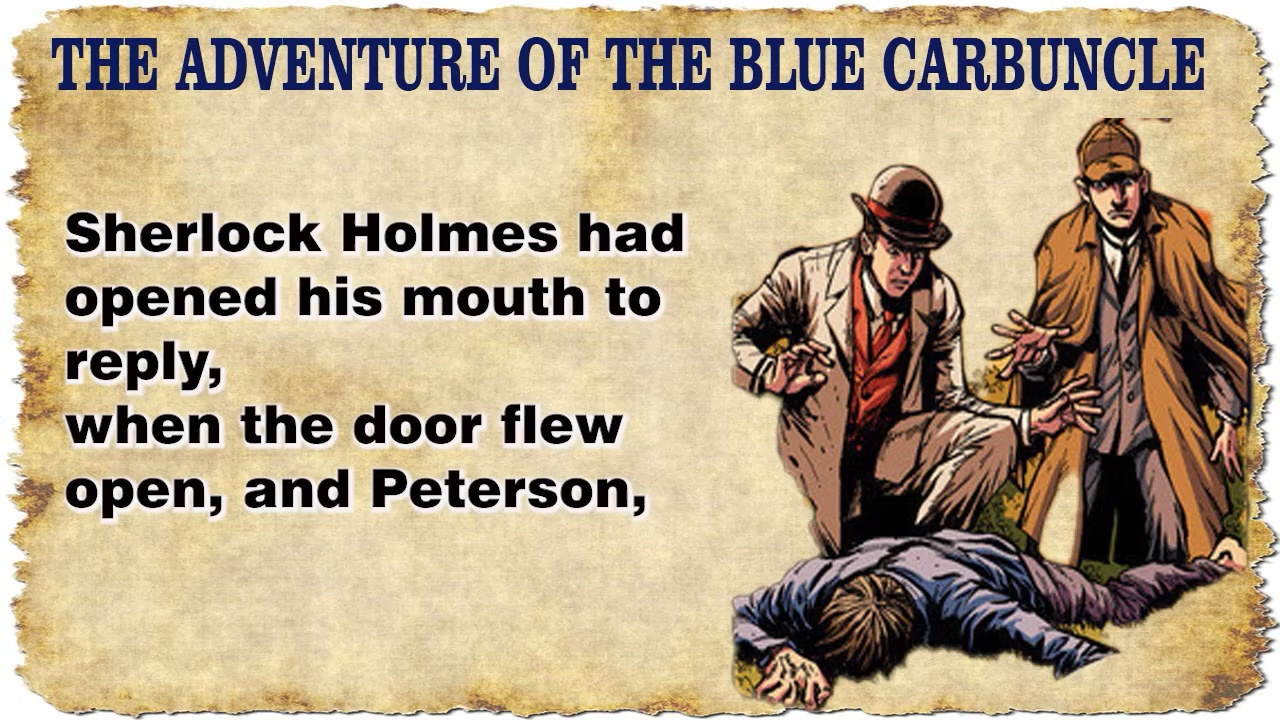 THE ADVENTURE OF THE BLUE CARBUNCLE
Sherlock Holmes had
opened his mouth to
reply,
when the door flew
open, and Peterson,